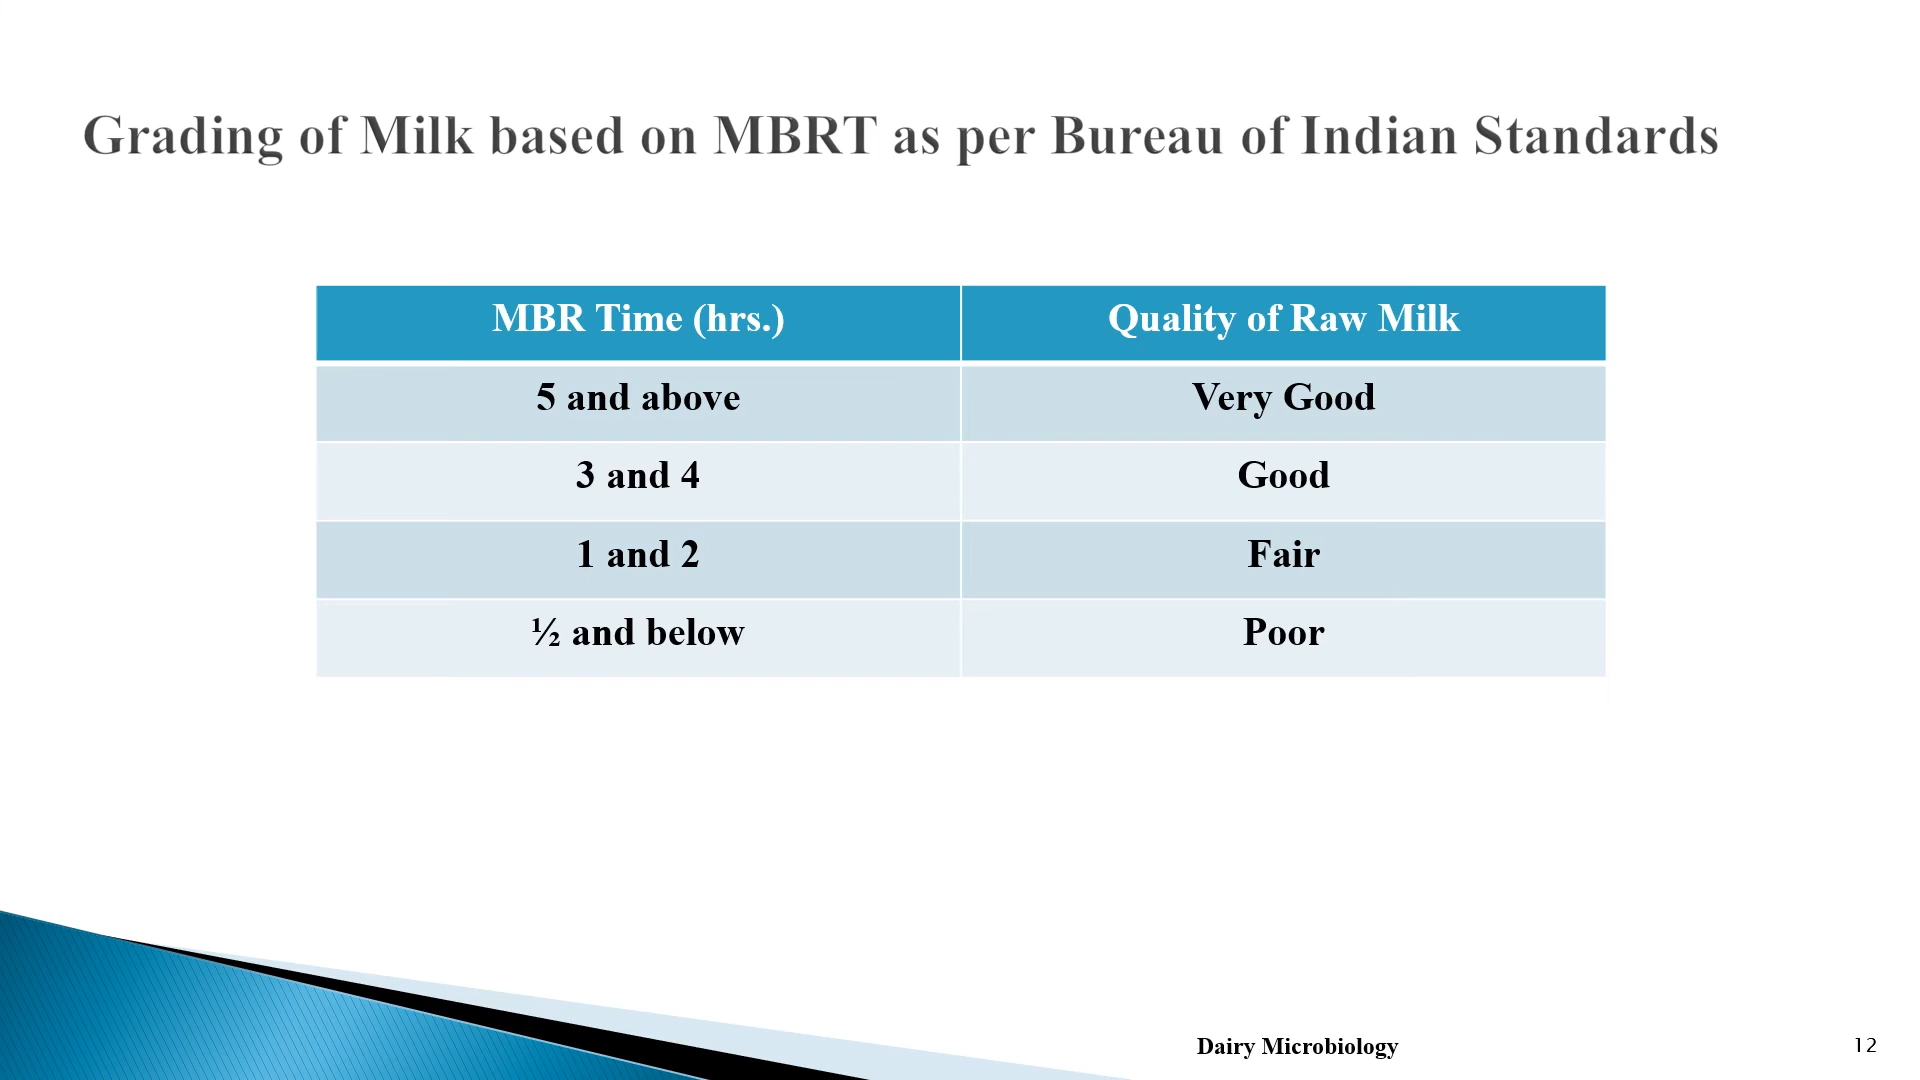 Grading of Milk based on MBRT as per Bureau of Indian Standards
MBR Time (hrs.) Quality of Raw Milk
5 and above Very Good
3 and 4 Good
1 and 2 Fair
½ and below Poor
Dairy Microbiology 12